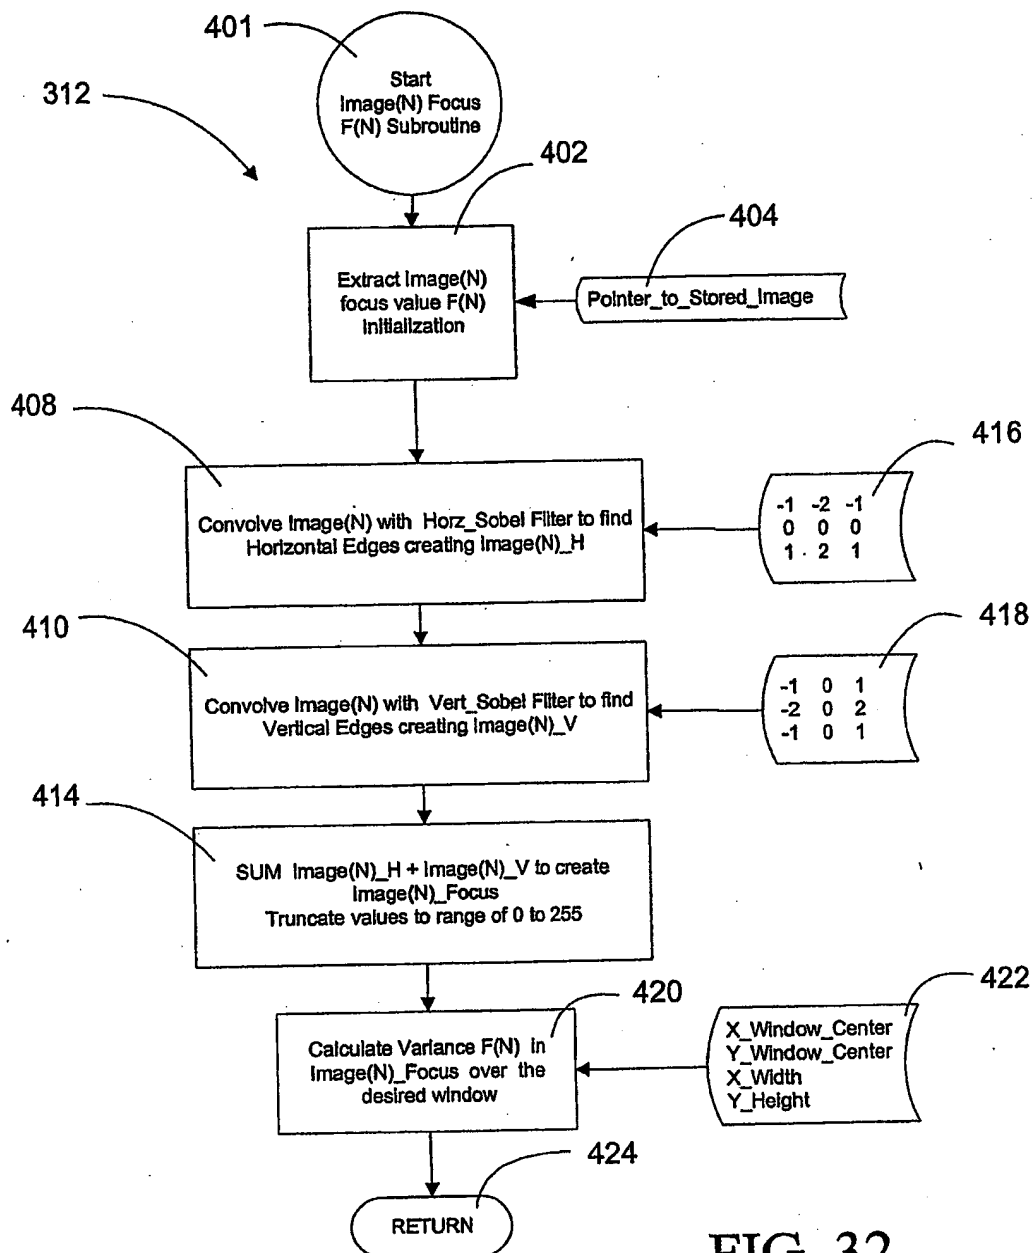 401
Start
Image(N) Focus
F(N) Subroutine
312
402
404
Extract Image(N)
focus value F(N)
Initialization
Pointer_to_Stored_Image
408
416
Convolve Image(N) with Horz_Sobel Filter to find
Horizontal Edges creating Image(N)_H
-1 -2 -1
0 0 0
1 2 1
410
418
Convolve Image(N) with Vert_Sobel Filter to find
Vertical Edges creating Image(N)_V
-1 0 1
-2 0 2
-1 0 1
414
SUM Image(N)_H + Image(N)_V to create
Image(N)_Focus
Truncate values to range of 0 to 255
420
422
Calculate Variance F(N) in
Image(N)_Focus over the
desired window
X_Window_Center
Y_Window_Center
X_Width
Y_Height
424
RETURN
FIG. 32